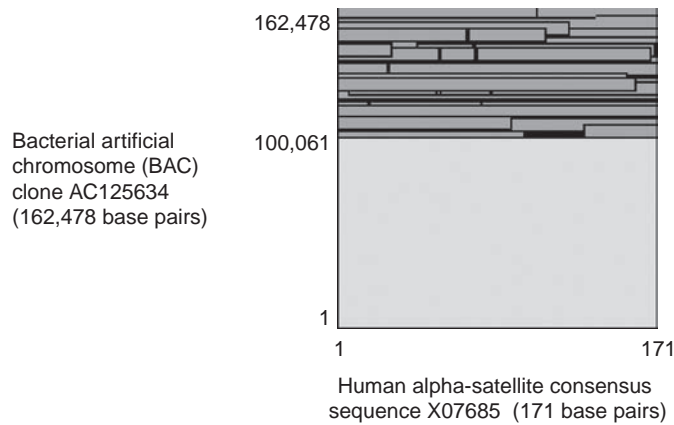 162,478
Bacterial artificial
chromosome (BAC)
clone AC125634
(162,478 base pairs)
100,061
1
1
171
Human alpha-satellite consensus
sequence X07685 (171 base pairs)